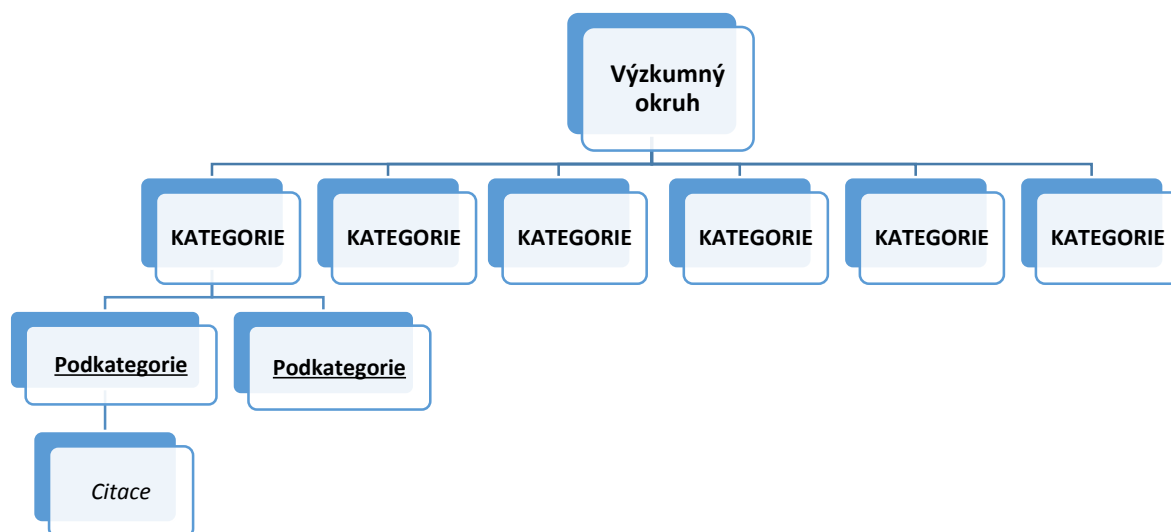 Výzkumný
okruh
KATEGORIE
KATEGORIE
KATEGORIE
KATEGORIE
KATEGORIE
KATEGORIE
Podkategorie
Podkategorie
Citace